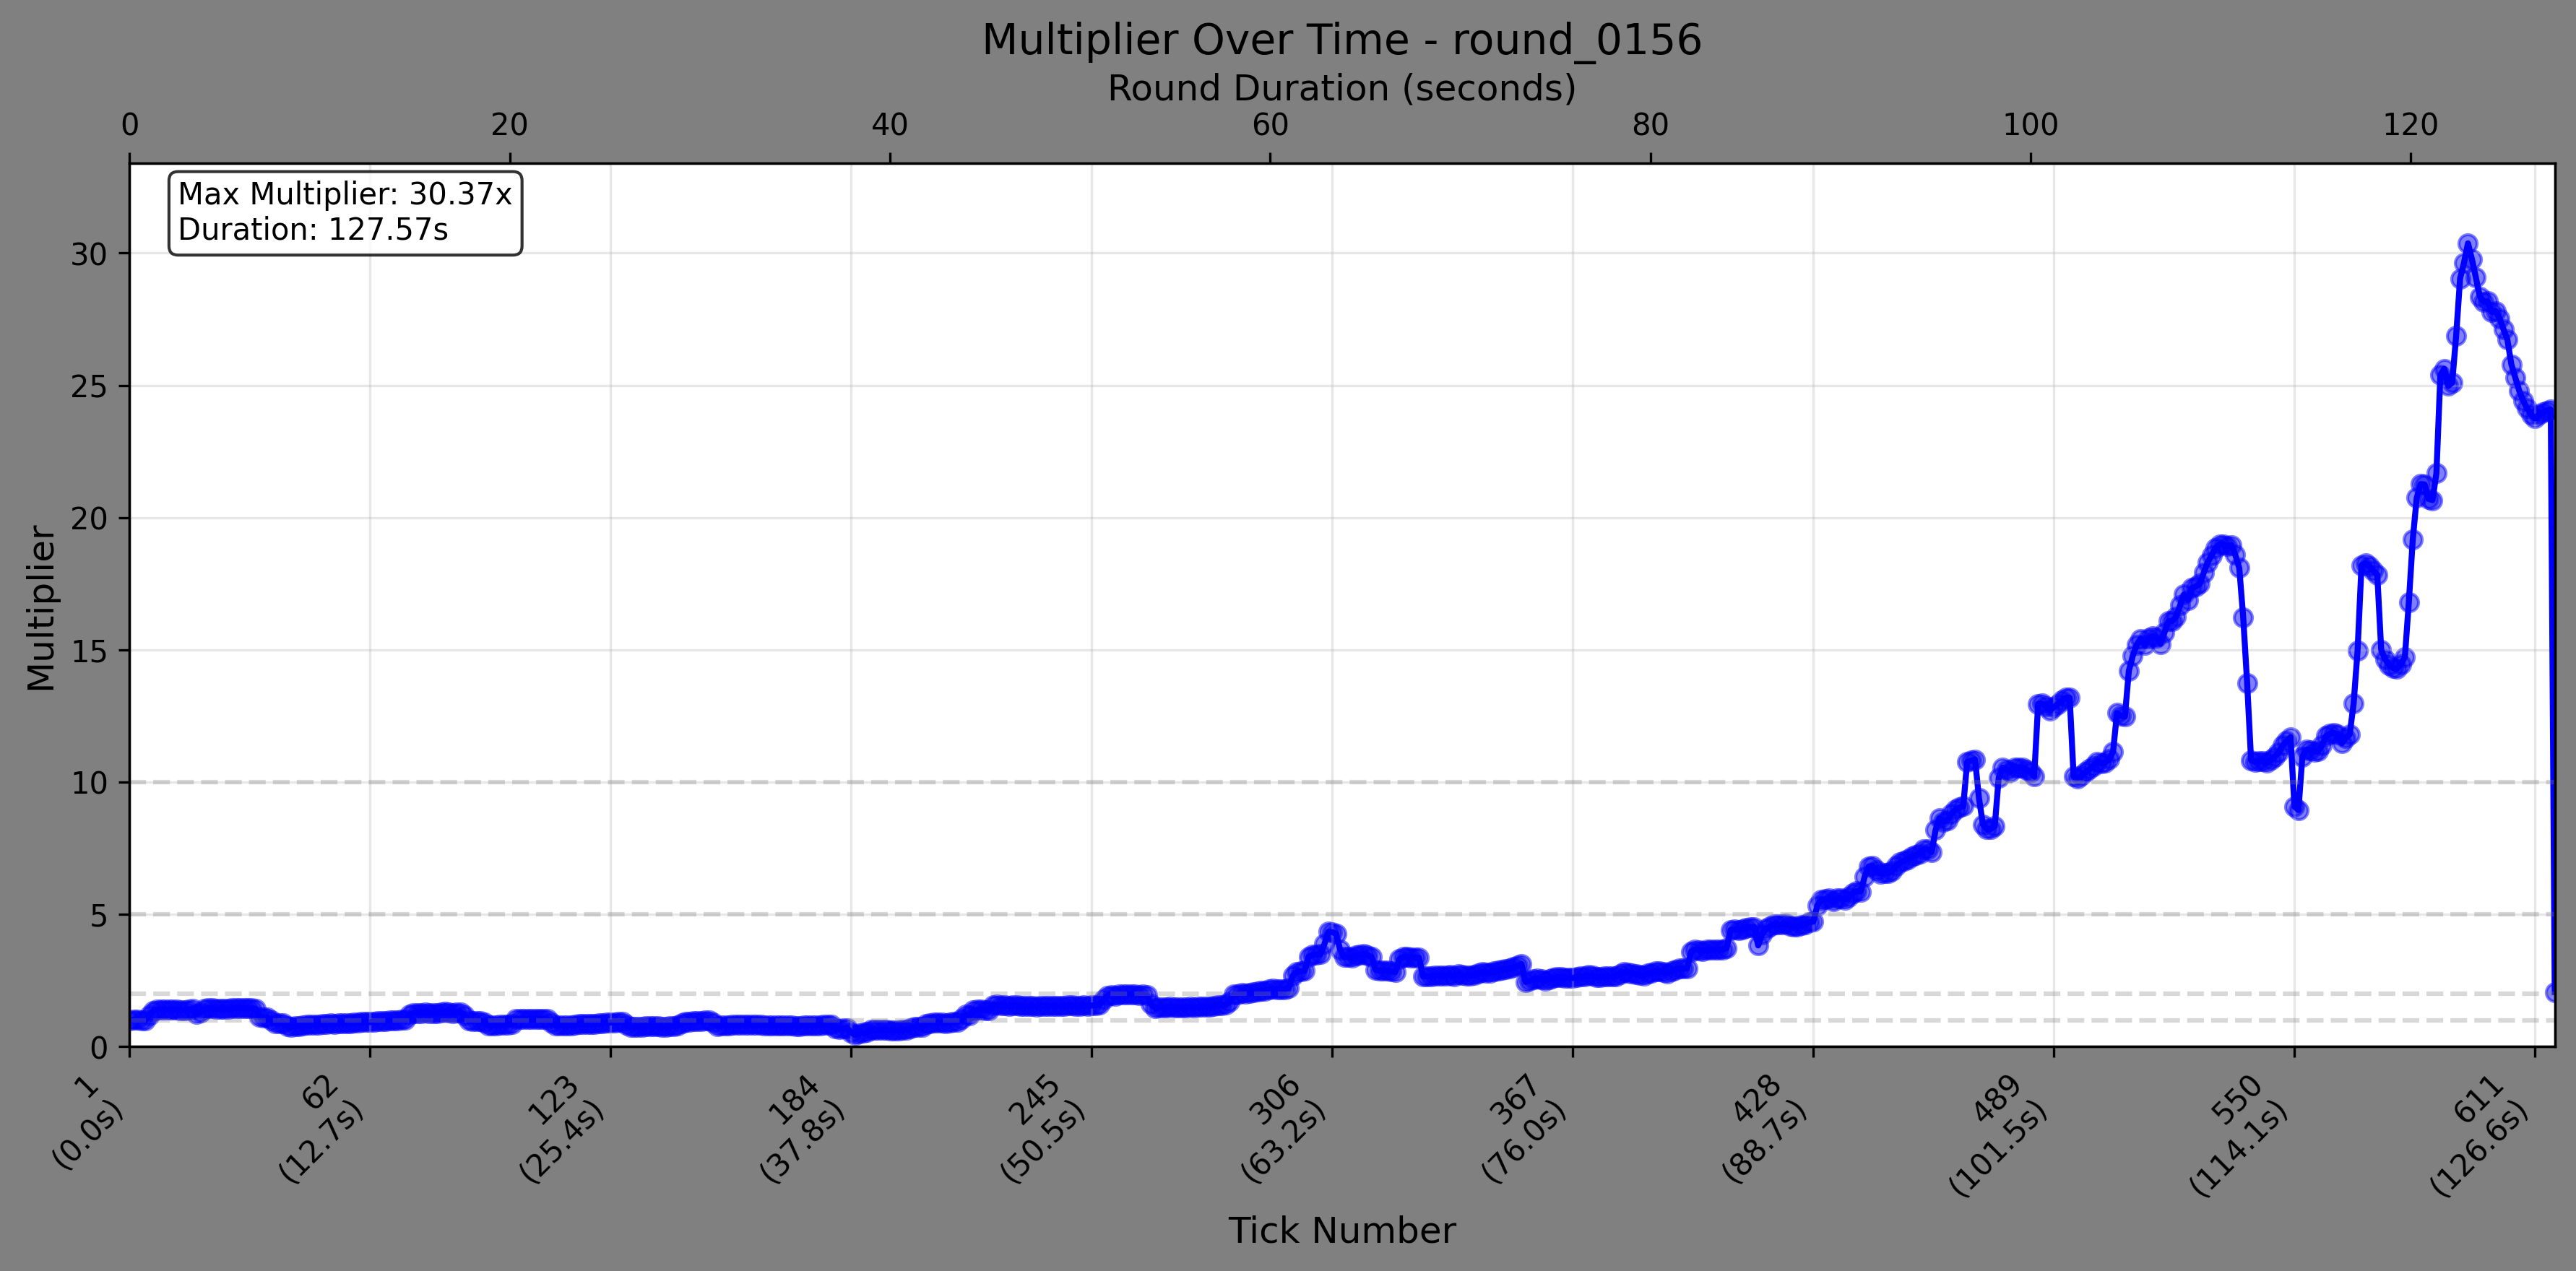 Multiplier Over Time - round_0156
Round Duration (seconds)
0 20 40 60 80 100 120
Max Multiplier: 30.37x
Duration: 127.57s
Multiplier
30
25
20
15
10
5
0
1
(0.0s)
62
(12.7s)
123
(25.4s)
184
(37.8s)
245
(50.5s)
306
(63.2s)
367
(76.0s)
428
(88.7s)
489
(101.5s)
550
(114.1s)
611
(126.6s)
Tick Number